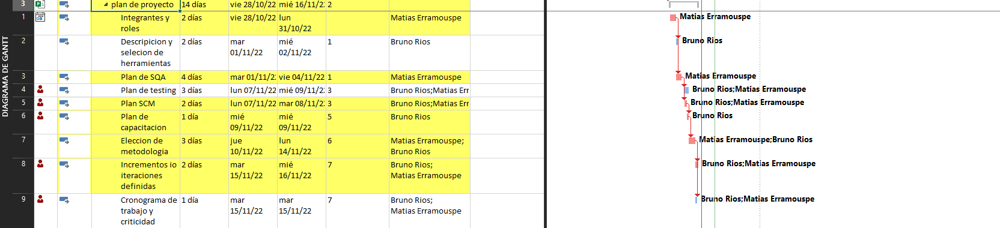 DIAGRAMA DE GANTT
3 plan de proyecto 14 días vie 28/10/22 mié 16/11/22 2
1 Integrantes y 2 días vie 28/10/22 lun Matias Erramouspe Matias Erramouspe
roles 31/10/22
2 Descripicion y 2 días mar mié 1 Bruno Rios Bruno Rios
selecion de 01/11/22 02/11/22
herramientas
3 Plan de SQA 4 días mar 01/11/22 vie 04/11/22 1 Matias Erramouspe Matias Erramouspe
4 Plan de testing 3 días lun 07/11/22 mié 09/11/22 3 Bruno Rios;Matias Err Bruno Rios;Matias Erramouspe
5 Plan SCM 2 días lun 07/11/22 mar 08/11/22 3 Bruno Rios;Matias Err Bruno Rios;Matias Erramouspe
6 Plan de 1 día mié mié 5 Bruno Rios Bruno Rios
capacitacion 09/11/22 09/11/22
7 Eleccion de 3 días jue lun 6 Matias Erramouspe; Matias Erramouspe;Bruno Rios
metodologia 10/11/22 14/11/22 Bruno Rios
8 Incrementos io 2 días mar mié 7 Bruno Rios; Bruno Rios;Matias Erramouspe
iteraciones 15/11/22 16/11/22 Matias Erramouspe
definidas
9 Cronograma de 1 día mar mar 7 Bruno Rios; Bruno Rios;Matias Erramouspe
trabajo y 15/11/22 15/11/22 Matias Erramouspe
criticidad